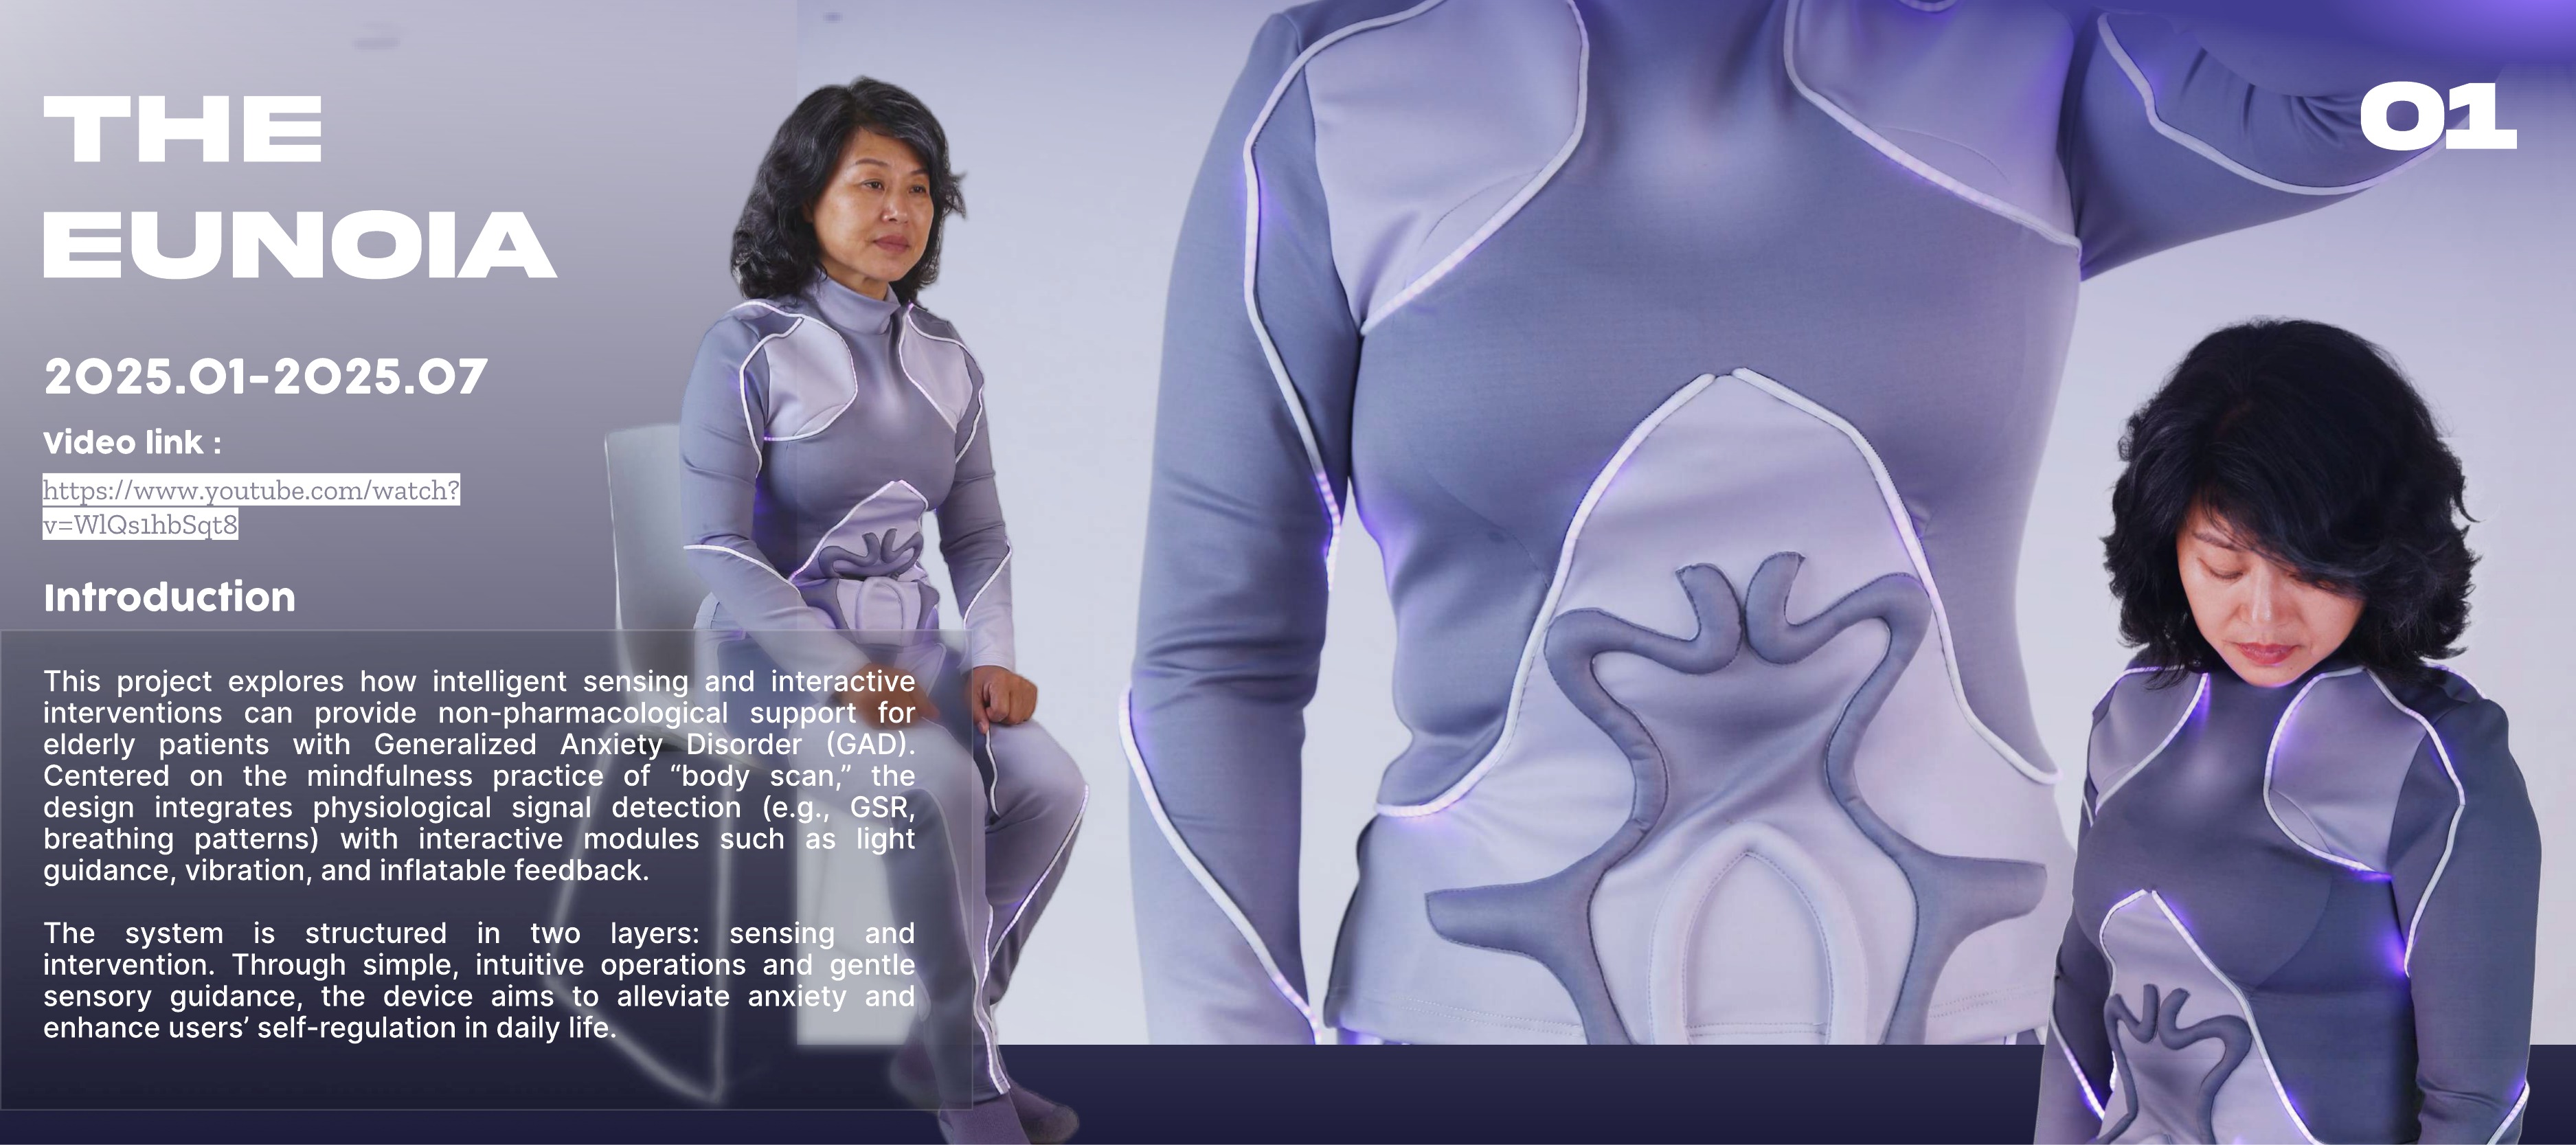 THE
EUNOIA
01
2025.01-2025.07
Video link :
https://www.youtube.com/watch?
v=WlQs1hbSqt8
Introduction
This project explores how intelligent sensing and interactive
interventions can provide non-pharmacological support for
elderly patients with Generalized Anxiety Disorder (GAD).
Centered on the mindfulness practice of “body scan,” the
design integrates physiological signal detection (e.g., GSR,
breathing patterns) with interactive modules such as light
guidance, vibration, and inflatable feedback.
The system is structured in two layers: sensing and
intervention. Through simple, intuitive operations and gentle
sensory guidance, the device aims to alleviate anxiety and
enhance users’ self-regulation in daily life.